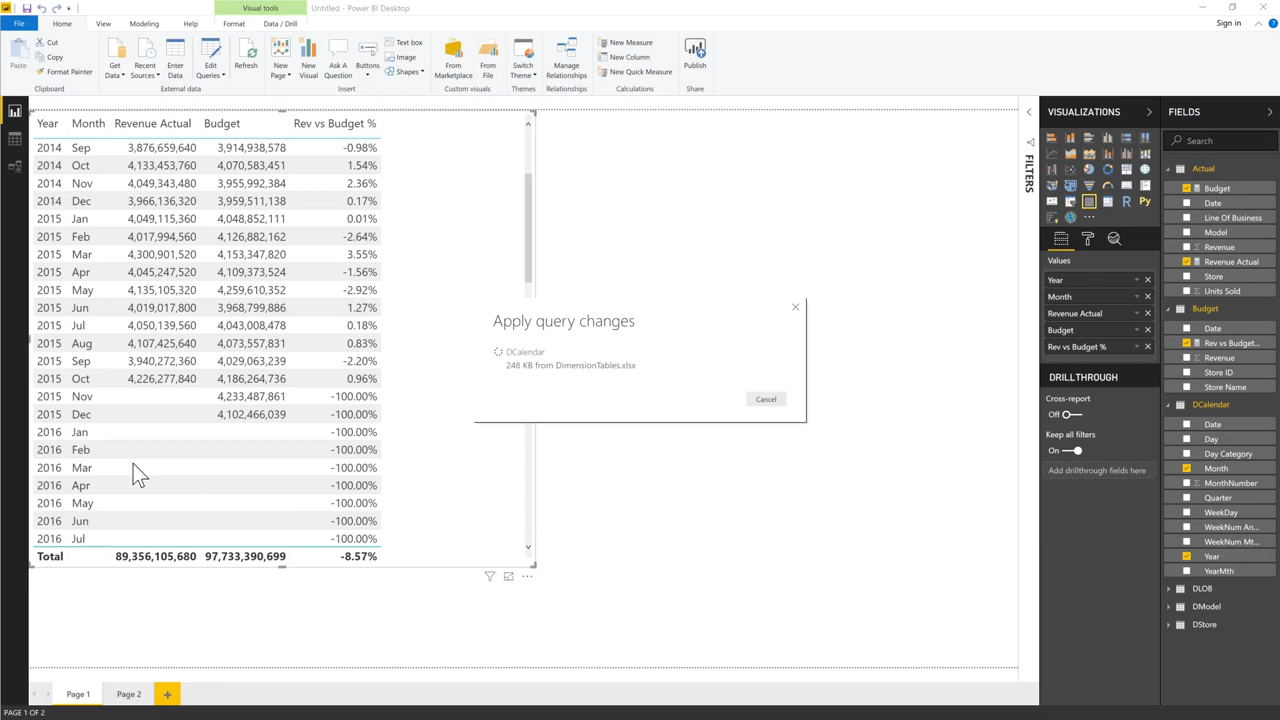 Visual tools
Untitled - Power BI Desktop
File
Home
View
Modeling
Help
Format
Data / Drill
Sign in
Paste
Cut
Copy
Format Painter
Clipboard
Get Data
Recent Sources
Enter Data
Edit Queries
Refresh
External data
New Page
New Visual
Ask A Question
Buttons
Text box
Image
Shapes
Insert
From Marketplace
From File
Custom visuals
Switch Theme
Themes
Manage Relationships
Relationships
New Measure
New Column
New Quick Measure
Calculations
Publish
Share
Year Month Revenue Actual Budget Rev vs Budget %
2014 Sep 3,876,659,640 3,914,938,578 -0.98%
2014 Oct 4,133,453,760 4,070,583,451 1.54%
2014 Nov 4,049,343,480 3,955,992,384 2.36%
2014 Dec 3,966,136,320 3,959,511,138 0.17%
2015 Jan 4,049,115,360 4,048,852,111 0.01%
2015 Feb 4,017,994,560 4,126,882,162 -2.64%
2015 Mar 4,300,901,520 4,153,347,820 3.55%
2015 Apr 4,045,247,520 4,109,373,524 -1.56%
2015 May 4,135,105,320 4,259,610,352 -2.92%
2015 Jun 4,019,017,800 3,968,799,886 1.27%
2015 Jul 4,050,139,560 4,043,008,478 0.18%
2015 Aug 4,107,425,640 4,073,557,831 0.83%
2015 Sep 3,940,272,360 4,029,063,239 -2.20%
2015 Oct 4,226,277,840 4,186,264,736 0.96%
2015 Nov 4,233,487,861 -100.00%
2015 Dec 4,102,466,039 -100.00%
2016 Jan -100.00%
2016 Feb -100.00%
2016 Mar -100.00%
2016 Apr -100.00%
2016 May -100.00%
2016 Jun -100.00%
2016 Jul -100.00%
Total 89,356,105,680 97,733,390,699 -8.57%
Apply query changes
DCalendar
248 KB from DimensionTables.xlsx
Cancel
FILTERS
VISUALIZATIONS
R
Py
Values
Year
Month
Revenue Actual
Budget
Rev vs Budget %
DRILLTHROUGH
Cross-report
Off
Keep all filters
On
Add drillthrough fields here
FIELDS
Search
Actual
Budget
Date
Line Of Business
Model
Revenue
Revenue Actual
Store
Units Sold
Budget
Date
Rev vs Budget...
Revenue
Store ID
Store Name
DCalendar
Date
Day
Day Category
Month
MonthNumber
Quarter
WeekDay
WeekNum An...
WeekNum Mt...
Year
YearMth
DLOB
DModel
DStore
Page 1
Page 2
PAGE 1 OF 2